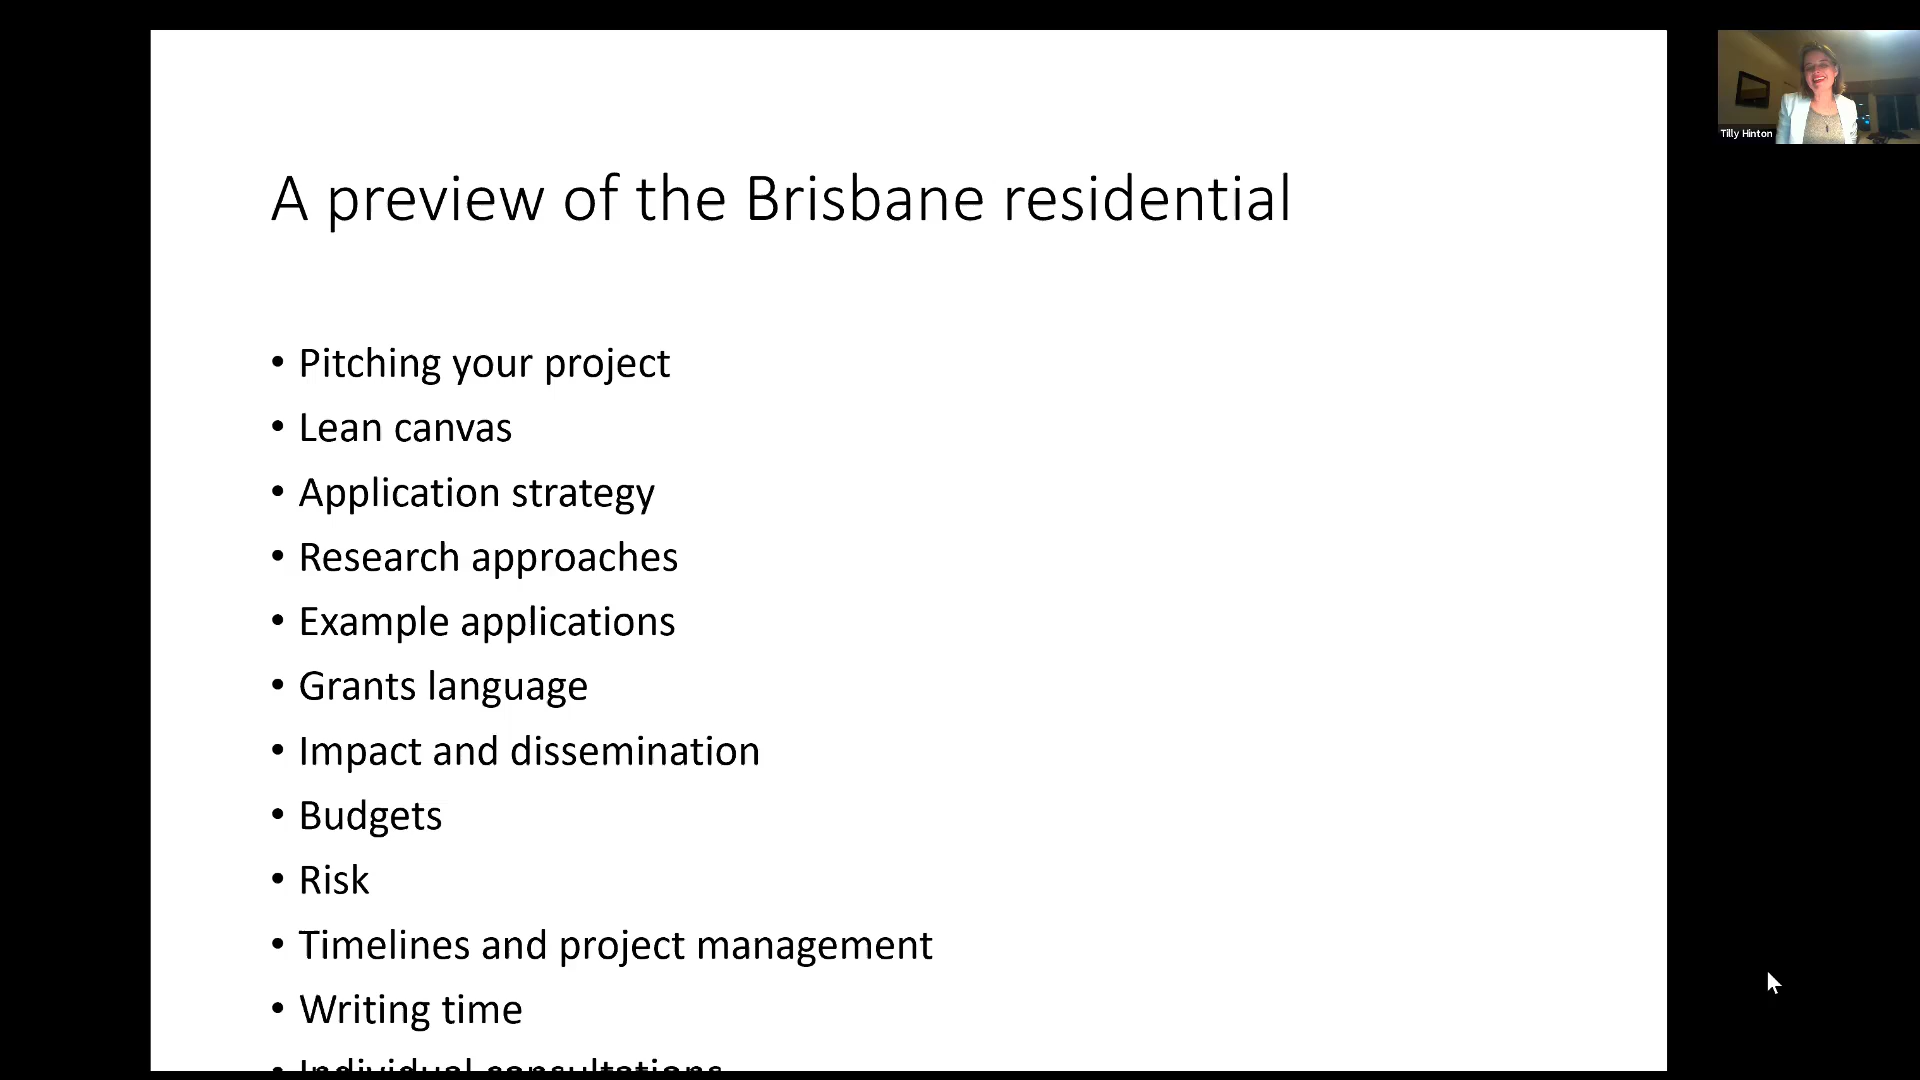 A preview of the Brisbane residential
Tilly Hinton
• Pitching your project
• Lean canvas
• Application strategy
• Research approaches
• Example applications
• Grants language
• Impact and dissemination
• Budgets
• Risk
• Timelines and project management
• Writing time
• Individual consultations